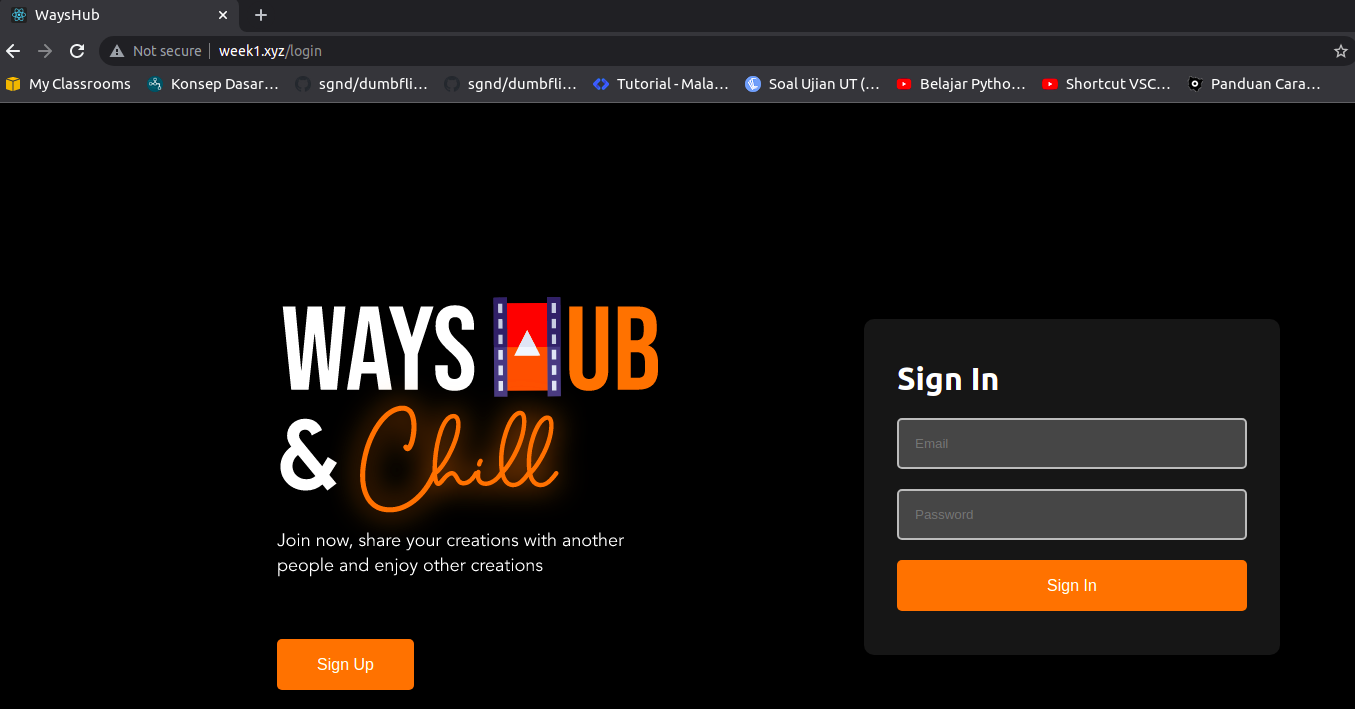 WaysHub
Not secure week1.xyz/login
My Classrooms Konsep Dasar... sgnd/dumbfli... sgnd/dumbfli... Tutorial - Mala... Soal Ujian UT (... Belajar Pytho... Shortcut VSC... Panduan Cara...
WAYS HUB
& Chill
Join now, share your creations with another
people and enjoy other creations
Sign Up
Sign In
Email
Password
Sign In